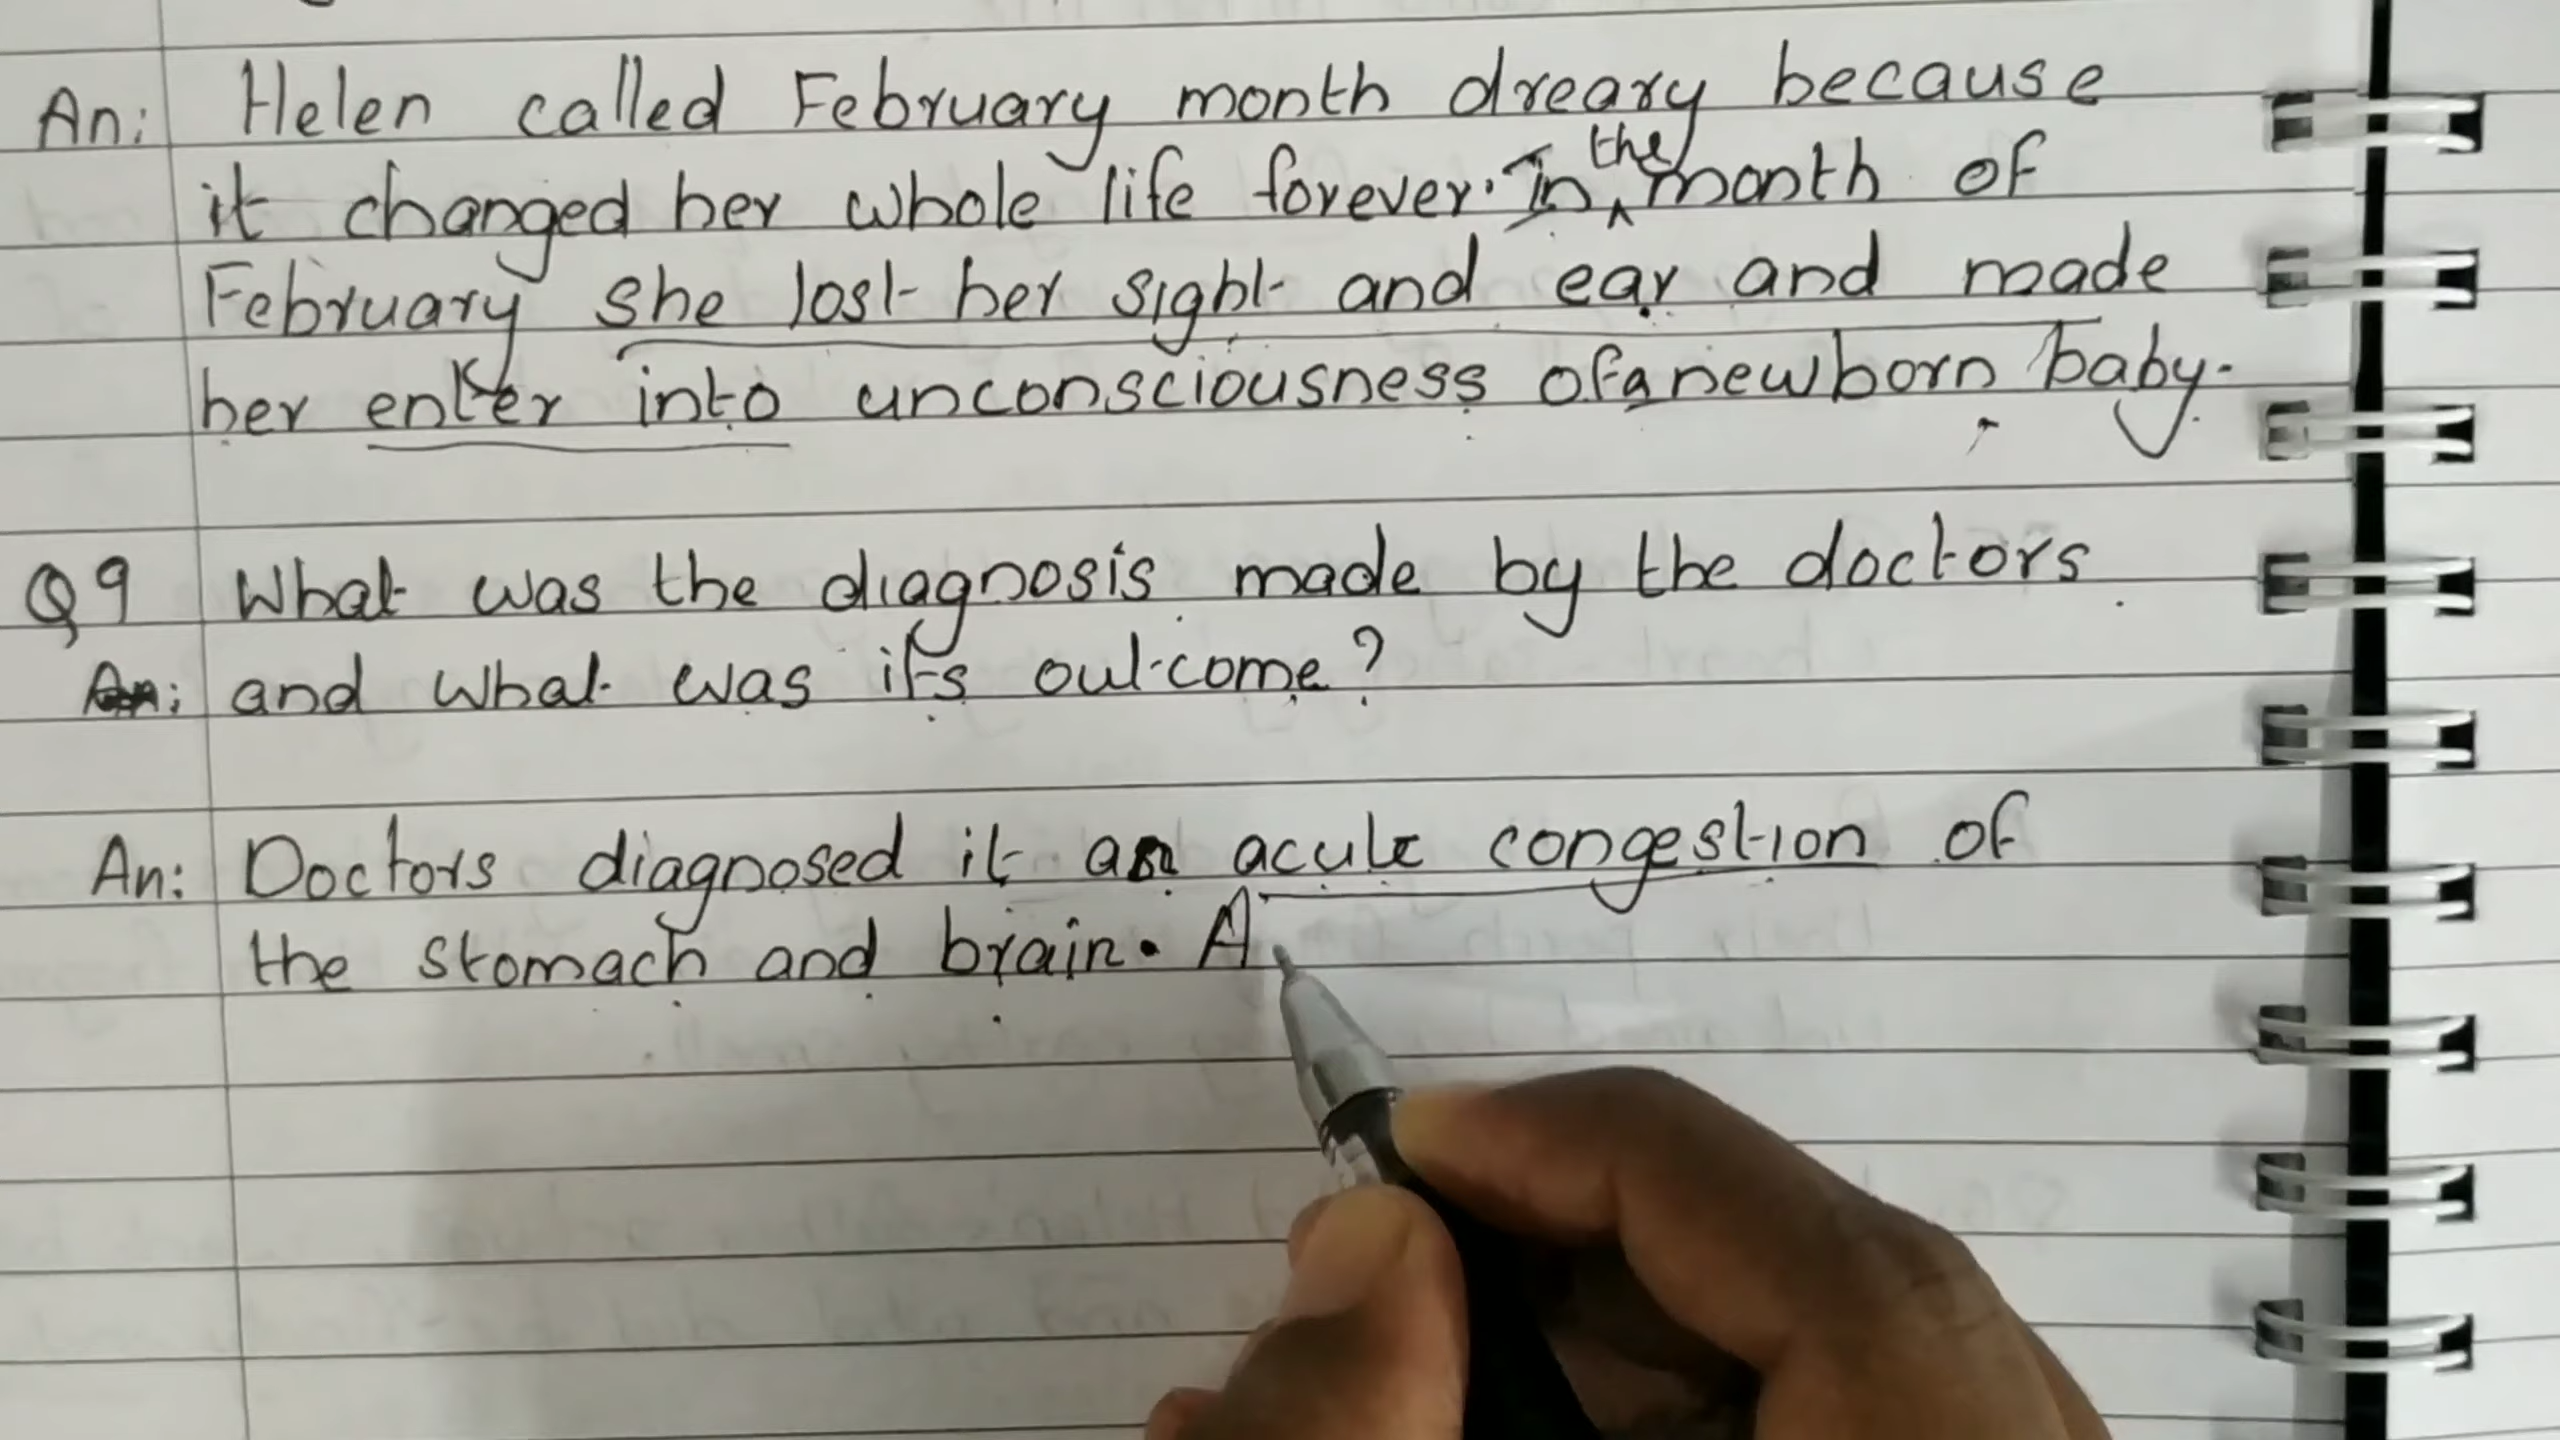 An: Helen called February month dreary because
it changed her whole life forever. In the month of
February she lost her sight and ear and made
her enter into unconsciousness of a newborn baby.
Q9 What was the diagnosis made by the doctors
An: and what was its outcome?
An: Doctors diagnosed it as acute congestion of
the stomach and brain. A